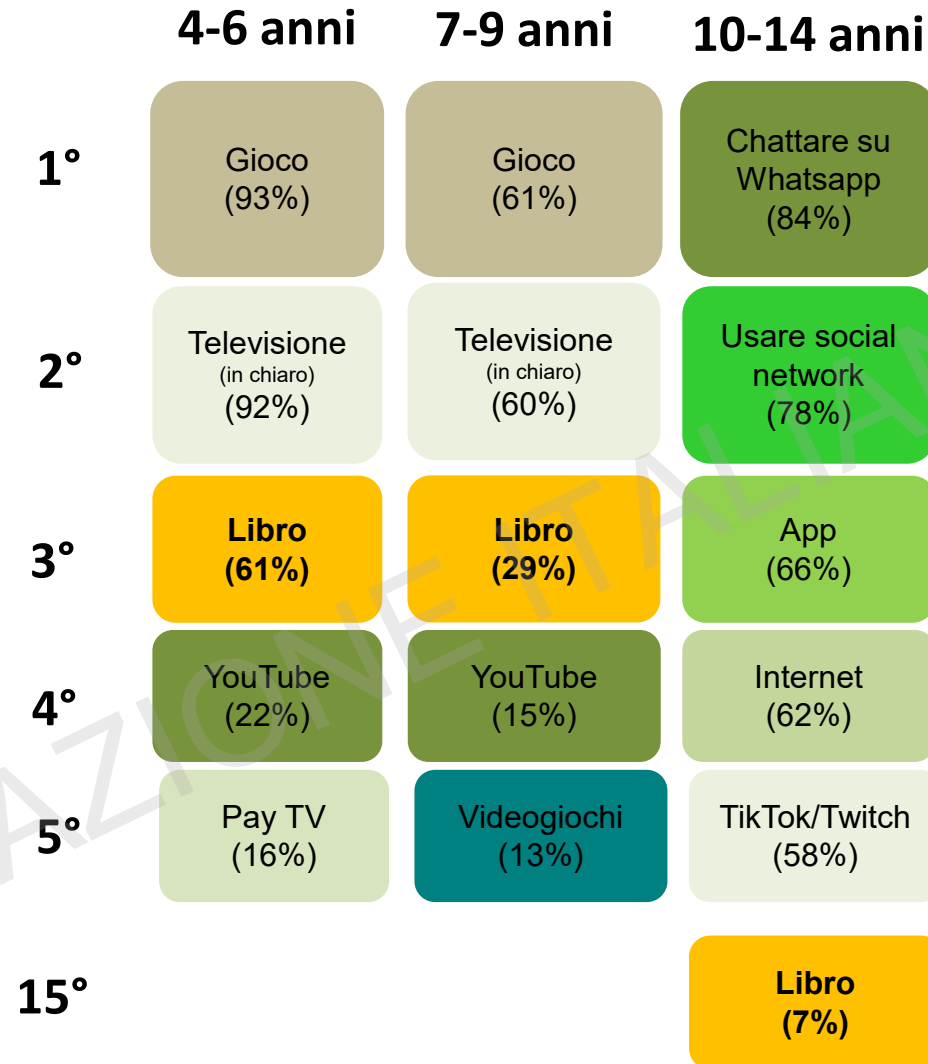 4-6 anni 7-9 anni 10-14 anni
1°
Gioco
(93%)
Gioco
(61%)
Chattare su
Whatsapp
(84%)
2°
Televisione
(in chiaro)
(92%)
Televisione
(in chiaro)
(60%)
Usare social
network
(78%)
3°
Libro
(61%)
Libro
(29%)
App
(66%)
4°
YouTube
(22%)
YouTube
(15%)
Internet
(62%)
5°
Pay TV
(16%)
Videogiochi
(13%)
TikTok/Twitch
(58%)
15°
Libro
(7%)
AZIONE ITALIAN